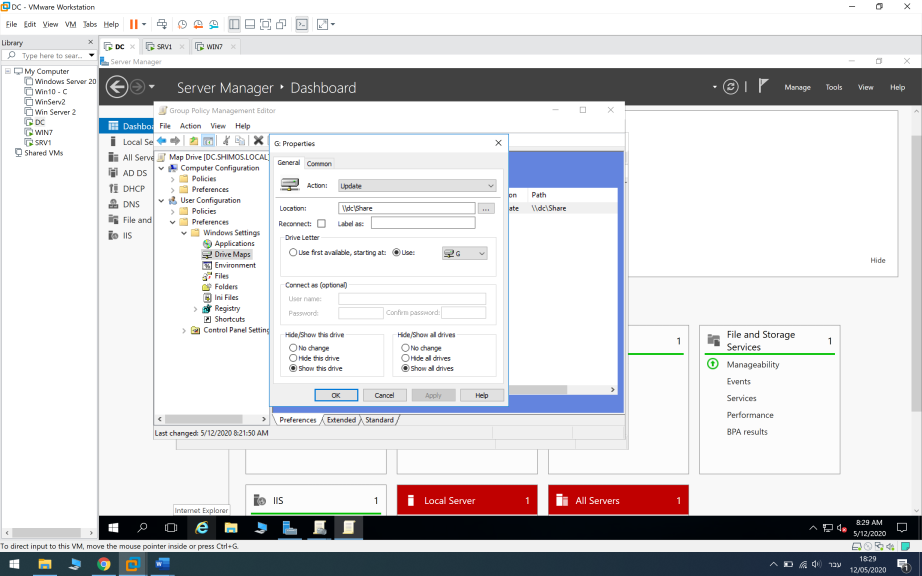 DC - VMware Workstation
File Edit View VM Tabs Help
Library
Type here to sear...
My Computer
Windows Server 20
Win10 - C
WinServ2
Win Server 2
DC
WIN7
SRV1
Shared VMs
DC SRV1 WIN7
Server Manager
Server Manager • Dashboard
Manage Tools View Help
Dashboa
Local Se
All Serve
AD DS
DHCP
DNS
File and
IIS
Group Policy Management Editor
File Action View Help
Map Drive [DC.SHIMOS.LOCAL]
Computer Configuration
Policies
Preferences
User Configuration
Policies
Preferences
Windows Settings
Applications
Drive Maps
Environment
Files
Folders
Ini Files
Registry
Shortcuts
Control Panel Setting
G: Properties
General Common
Action: Update
Location: \\dc\Share ...
Reconnect: Label as:
Drive Letter
Use first available, starting at: Use: G
Connect as (optional)
User name:
Password: Confirm password:
Hide/Show this drive Hide/Show all drives
No change No change
Hide this drive Hide all drives
Show this drive Show all drives
OK Cancel Apply Help
on Path
ate \\dc\Share
Preferences Extended Standard
Last changed: 5/12/2020 8:21:50 AM
Hide
1
File and Storage Services 1
Manageability
Events
Services
Performance
BPA results
IIS 1
Local Server 1
All Servers 1
Internet Explorer
8:29 AM
5/12/2020
To direct input to this VM, move the mouse pointer inside or press Ctrl+G.
עבר
18:29
12/05/2020